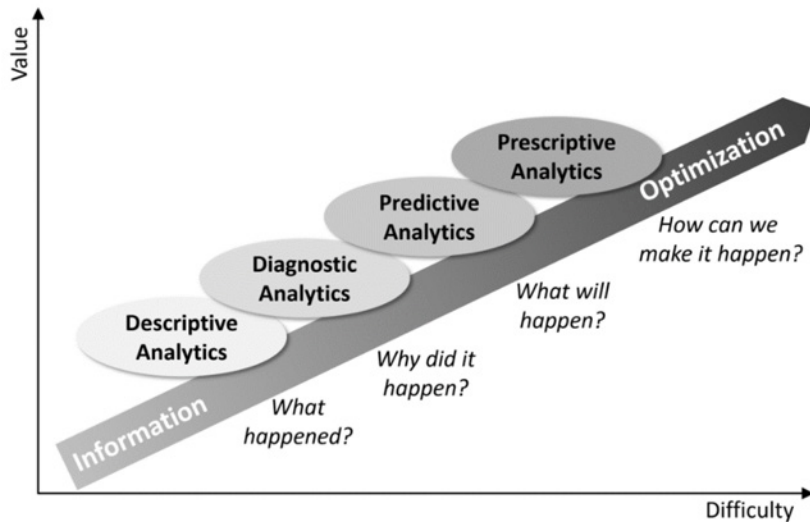 Value
Prescriptive
Analytics
Optimization
Predictive
Analytics
How can we
make it happen?
Diagnostic
Analytics
What will
happen?
Descriptive
Analytics
Why did it
happen?
Information
What
happened?
Difficulty